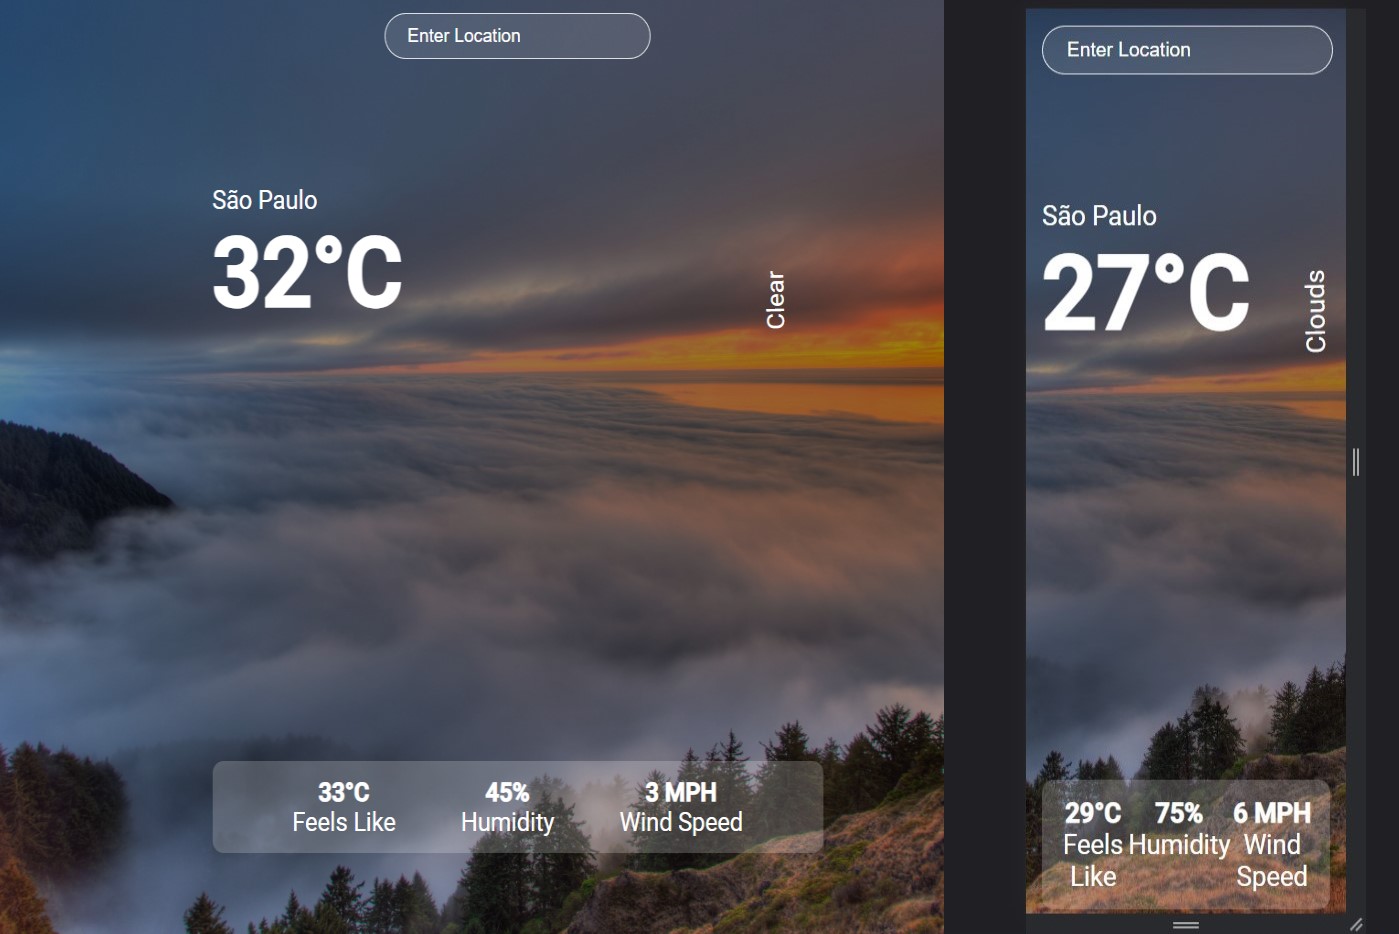 Enter Location
São Paulo
32°C
Clear
33°C
Feels Like
45%
Humidity
3 MPH
Wind Speed
Enter Location
São Paulo
27°C
Clouds
29°C
Feels
Like
75%
Humidity
6 MPH
Wind
Speed